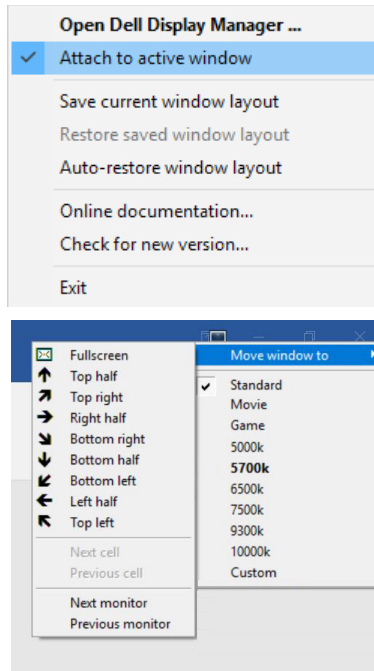 Open Dell Display Manager ...
Attach to active window
Save current window layout
Restore saved window layout
Auto-restore window layout
Online documentation...
Check for new version...
Exit
Fullscreen
Top half
Top right
Right half
Bottom right
Bottom half
Bottom left
Left half
Top left
Next cell
Previous cell
Next monitor
Previous monitor
Move window to
Standard
Movie
Game
5000k
5700k
6500k
7500k
9300k
10000k
Custom